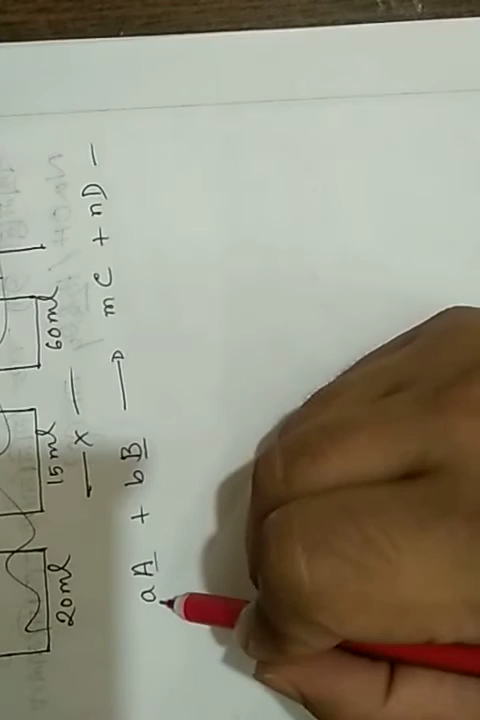 20ml 15ml 60ml
— x —
aA + bB → mC + nD –